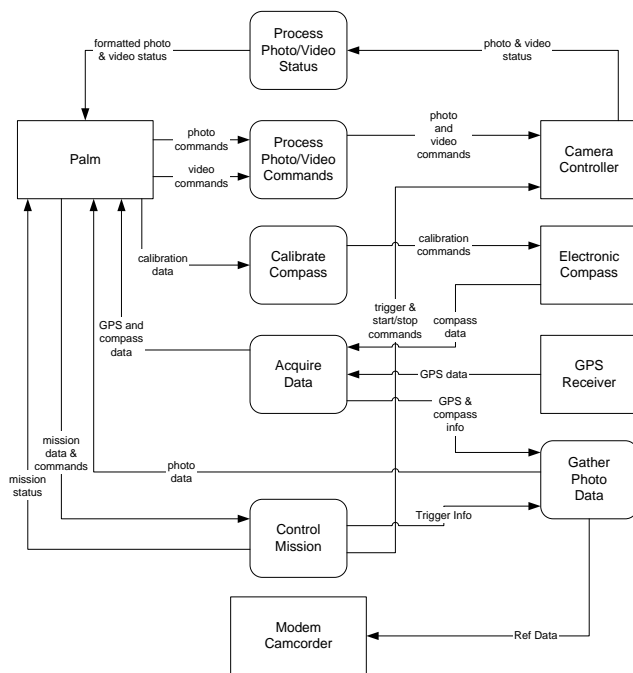 formatted photo
& video status
Process
Photo/Video
Status
photo & video
status
Palm
photo
commands
video
commands
Process
Photo/Video
Commands
photo
and
video
commands
Camera
Controller
calibration
data
Calibrate
Compass
calibration
commands
Electronic
Compass
GPS and
compass
data
trigger &
start/stop
commands
compass
data
Acquire
Data
GPS data
GPS
Receiver
GPS &
compass
info
mission
data &
commands
mission
status
photo
data
Gather
Photo
Data
Control
Mission
Trigger Info
Modem
Camcorder
Ref Data